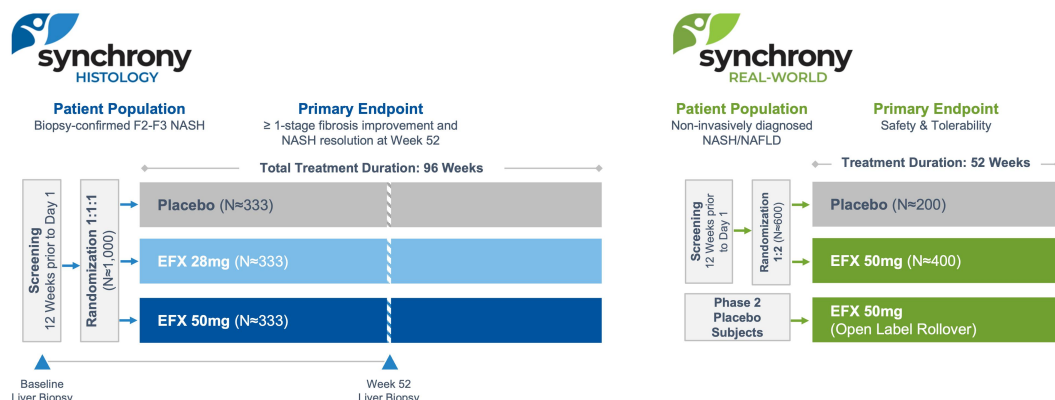 synchrony
HISTOLOGY
Patient Population
Biopsy-confirmed F2-F3 NASH
Primary Endpoint
≥ 1-stage fibrosis improvement and
NASH resolution at Week 52
Total Treatment Duration: 96 Weeks
Screening
12 Weeks prior to Day 1
Randomization 1:1:1
(N≈1,000)
Placebo (N≈333)
EFX 28mg (N≈333)
EFX 50mg (N≈333)
Baseline
Liver Biopsy
Week 52
Liver Biopsy
synchrony
REAL-WORLD
Patient Population
Non-invasively diagnosed
NASH/NAFLD
Primary Endpoint
Safety & Tolerability
Treatment Duration: 52 Weeks
Screening
12 Weeks prior
to Day 1
Randomization
1:2 (N≈600)
Placebo (N≈200)
EFX 50mg (N≈400)
Phase 2
Placebo
Subjects
EFX 50mg
(Open Label Rollover)